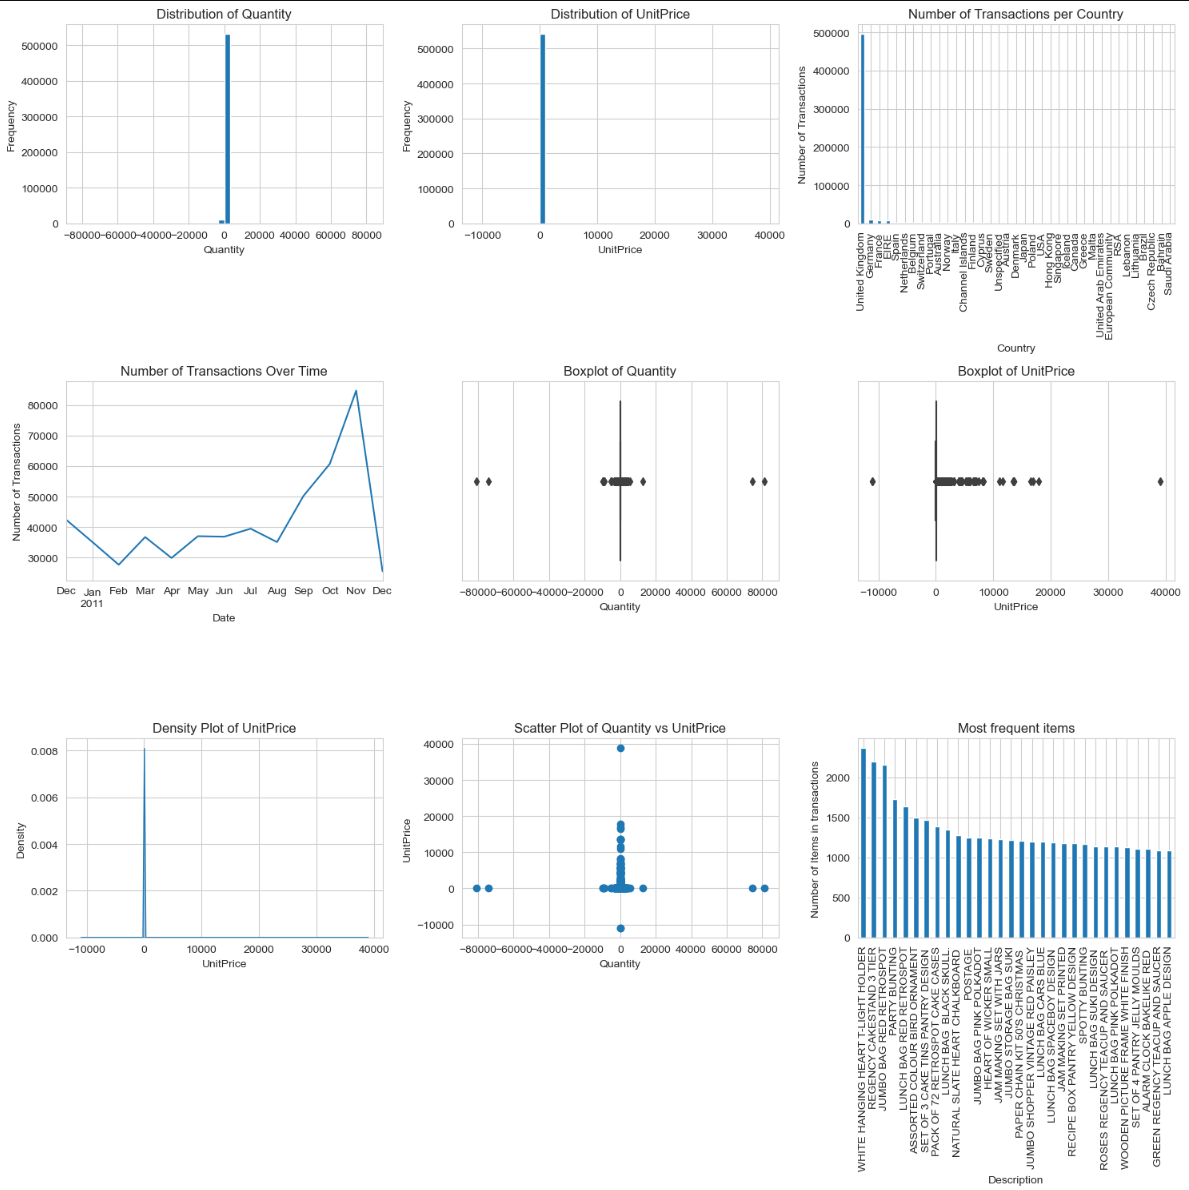 Distribution of Quantity
Frequency
500000
400000
300000
200000
100000
0
−80000−60000−40000−20000 0 20000 40000 60000 80000
Quantity
Distribution of UnitPrice
Frequency
500000
400000
300000
200000
100000
0
−10000 0 10000 20000 30000 40000
UnitPrice
Number of Transactions per Country
Number of Transactions
500000
400000
300000
200000
100000
0
United Kingdom
Germany
France
EIRE
Spain
Netherlands
Belgium
Switzerland
Portugal
Australia
Norway
Italy
Channel Islands
Finland
Cyprus
Sweden
Unspecified
Austria
Denmark
Japan
Poland
USA
Hong Kong
Singapore
Iceland
Canada
Greece
Malta
United Arab Emirates
European Community
RSA
Lebanon
Lithuania
Brazil
Czech Republic
Bahrain
Saudi Arabia
Country
Number of Transactions Over Time
Number of Transactions
80000
70000
60000
50000
40000
30000
Dec Jan Feb Mar Apr May Jun Jul Aug Sep Oct Nov Dec
2011
Date
Boxplot of Quantity
−80000−60000−40000−20000 0 20000 40000 60000 80000
Quantity
Boxplot of UnitPrice
−10000 0 10000 20000 30000 40000
UnitPrice
Density Plot of UnitPrice
Density
0.008
0.006
0.004
0.002
0.000
−10000 0 10000 20000 30000 40000
UnitPrice
Scatter Plot of Quantity vs UnitPrice
UnitPrice
40000
30000
20000
10000
0
−10000
−80000−60000−40000−20000 0 20000 40000 60000 80000
Quantity
Most frequent items
Number of Items in transactions
2000
1500
1000
500
0
WHITE HANGING HEART T-LIGHT HOLDER
REGENCY CAKESTAND 3 TIER
JUMBO BAG RED RETROSPOT
PARTY BUNTING
LUNCH BAG RED RETROSPOT
ASSORTED COLOUR BIRD ORNAMENT
SET OF 3 CAKE TINS PANTRY DESIGN
PACK OF 72 RETROSPOT CAKE CASES
LUNCH BAG  BLACK SKULL.
NATURAL SLATE HEART CHALKBOARD
POSTAGE
JUMBO BAG PINK POLKADOT
HEART OF WICKER SMALL
JAM MAKING SET WITH JARS
JUMBO STORAGE BAG SUKI
PAPER CHAIN KIT 50'S CHRISTMAS
JUMBO SHOPPER VINTAGE RED PAISLEY
LUNCH BAG CARS BLUE
LUNCH BAG SPACEBOY DESIGN
JAM MAKING SET PRINTED
RECIPE BOX PANTRY YELLOW DESIGN
SPOTTY BUNTING
LUNCH BAG SUKI DESIGN
ROSES REGENCY TEACUP AND SAUCER
LUNCH BAG PINK POLKADOT
WOODEN PICTURE FRAME WHITE FINISH
SET OF 4 PANTRY JELLY MOULDS
ALARM CLOCK BAKELIKE RED
GREEN REGENCY TEACUP AND SAUCER
LUNCH BAG APPLE DESIGN
Description